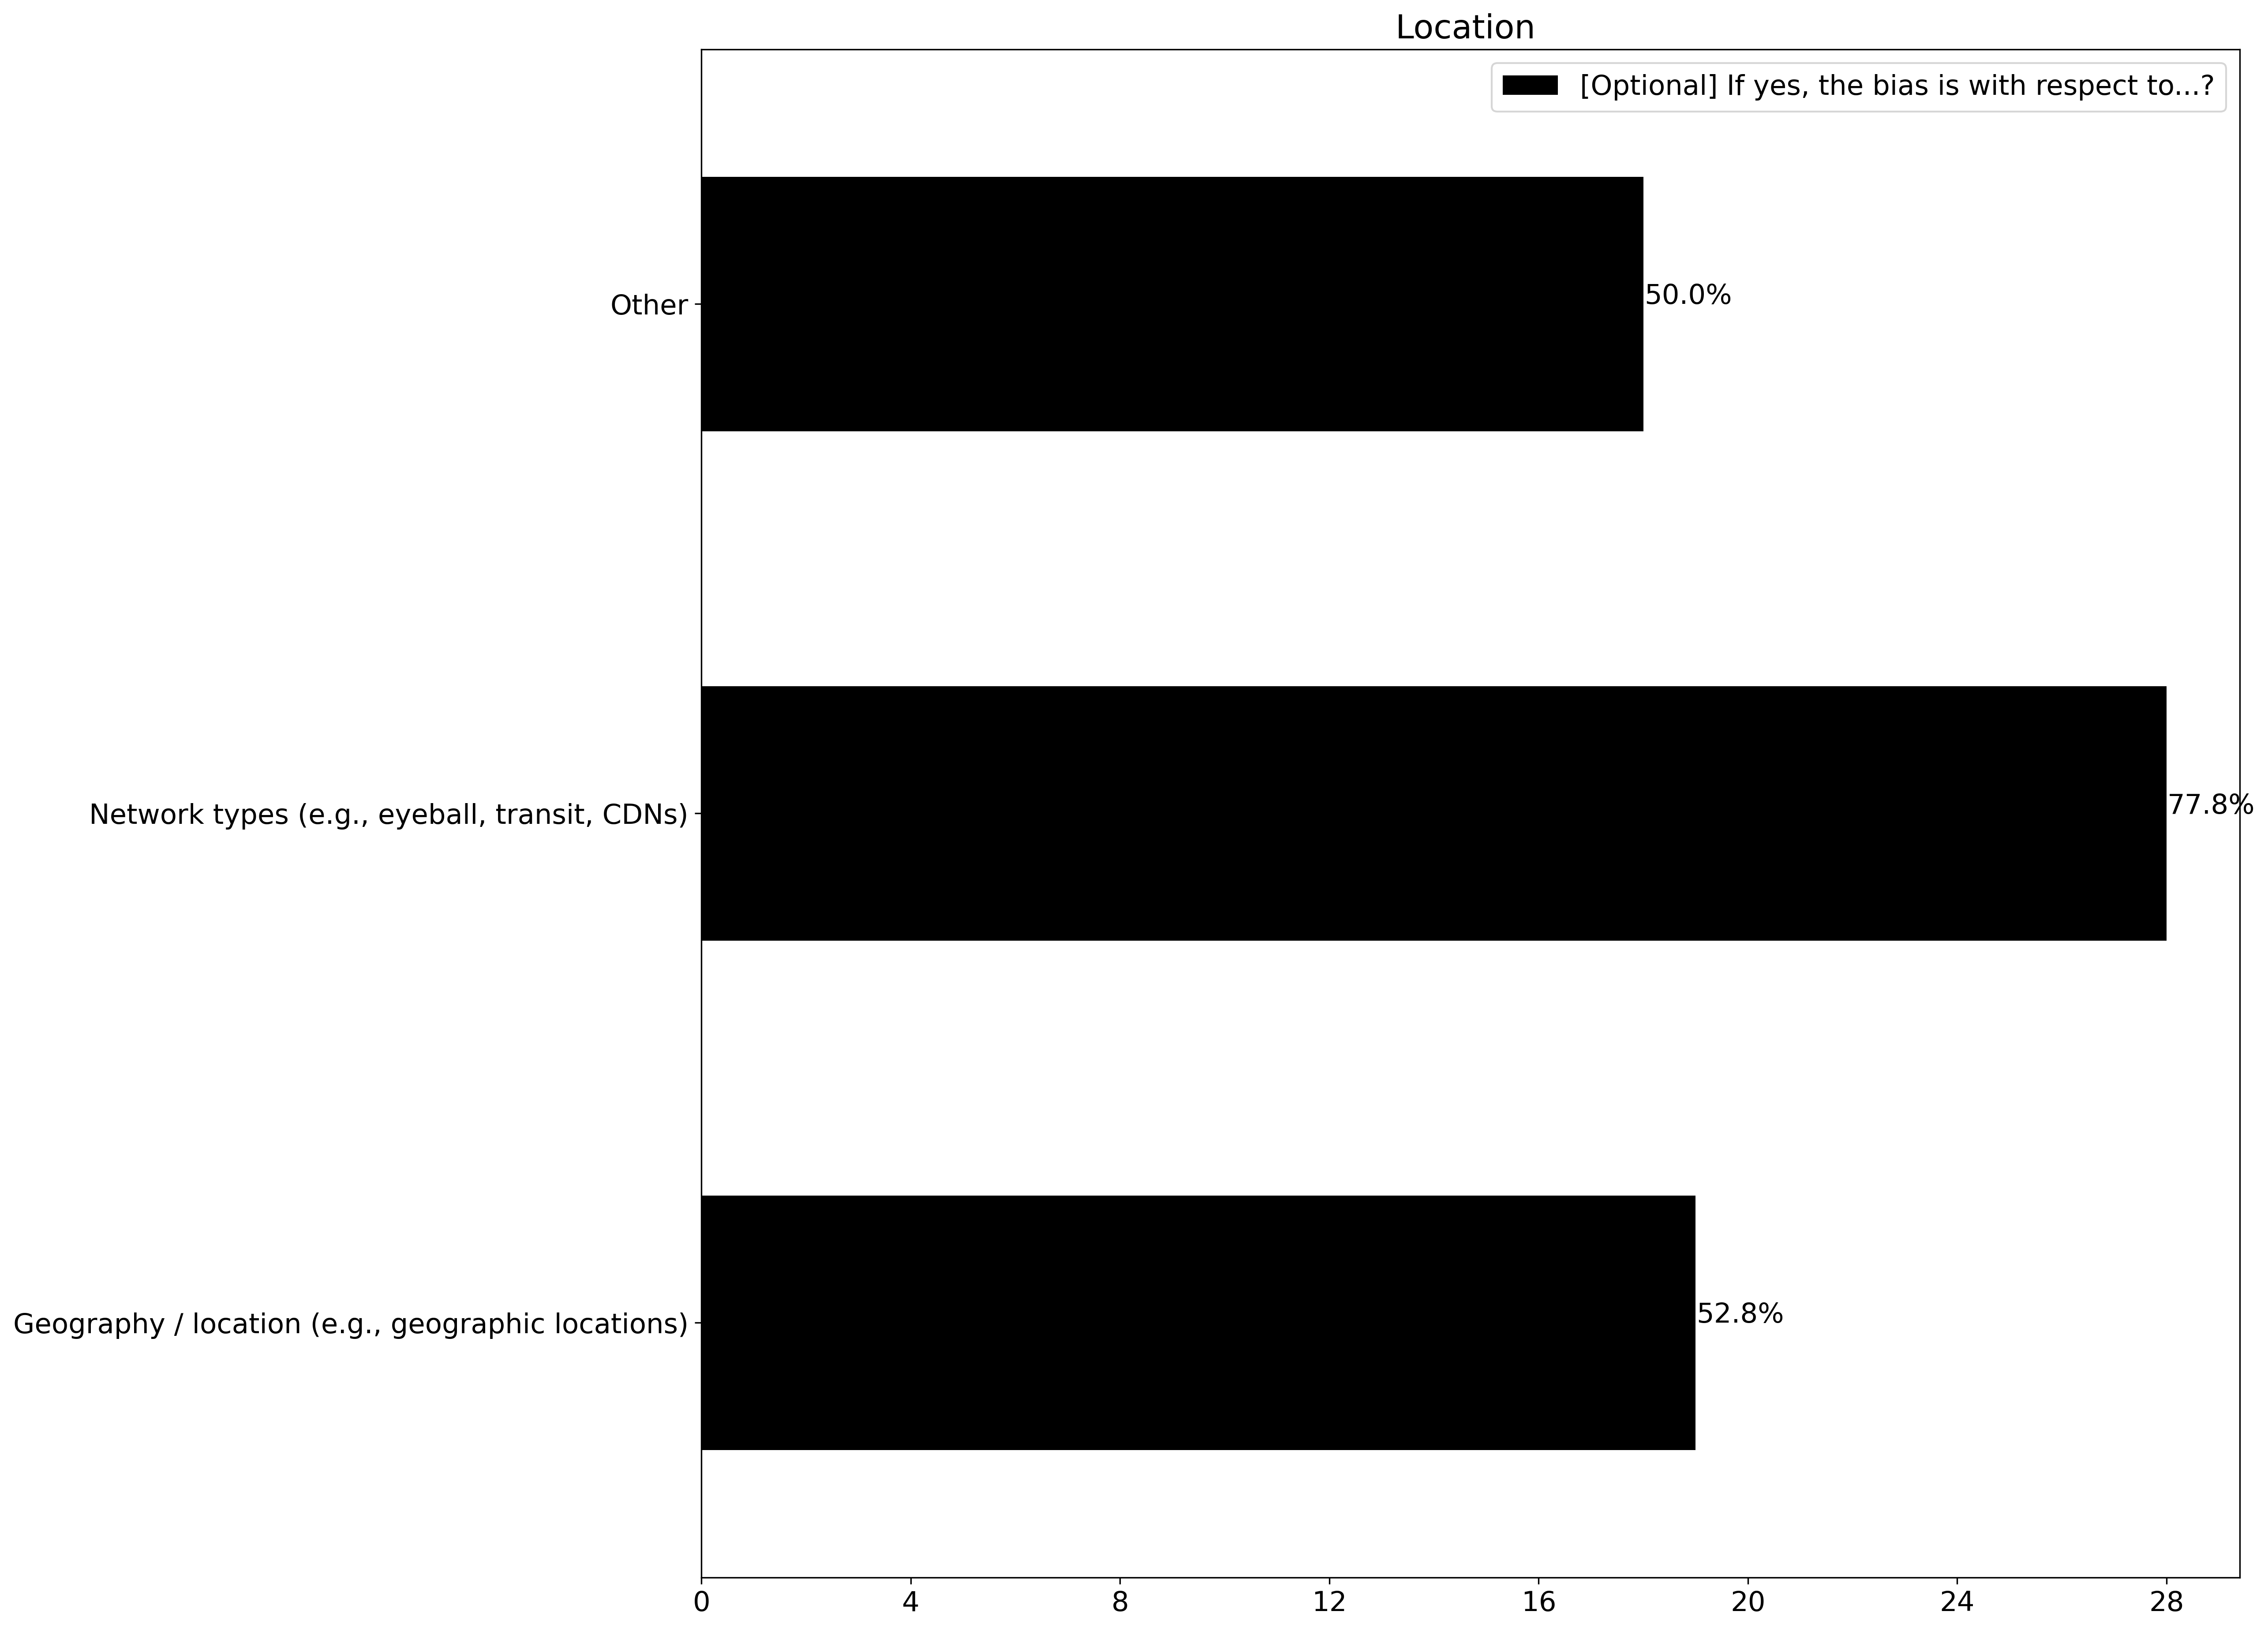 Location
[Optional] If yes, the bias is with respect to...?
Other
50.0%
Network types (e.g., eyeball, transit, CDNs)
77.8%
Geography / location (e.g., geographic locations)
52.8%
0 4 8 12 16 20 24 28